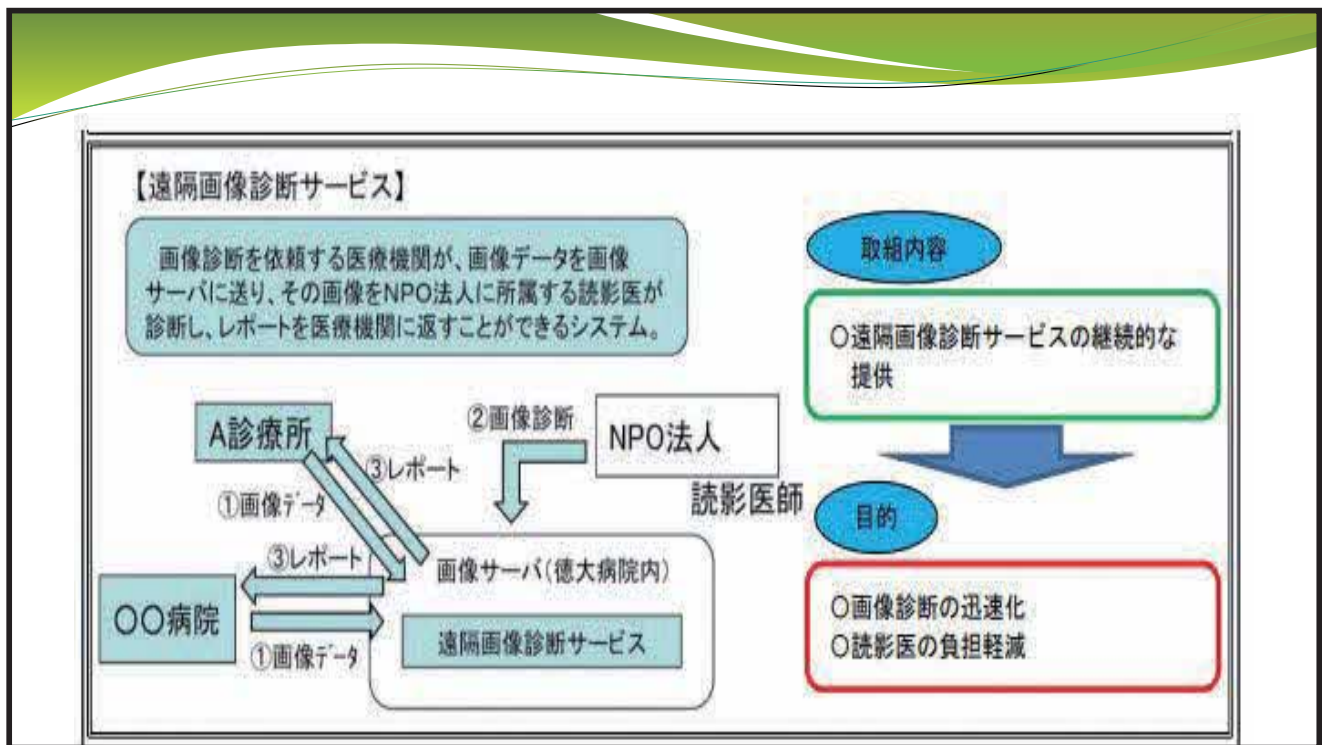 【遠隔画像診断サービス】
画像診断を依頼する医療機関が、画像データを画像
サーバに送り、その画像をNPO法人に所属する読影医が
診断し、レポートを医療機関に返すことができるシステム。
A診療所
②画像診断
NPO法人
読影医師
③レポート
①画像ﾃﾞｰﾀ
③レポート
〇〇病院
①画像ﾃﾞｰﾀ
画像サーバ(徳大病院内)
遠隔画像診断サービス
取組内容
〇遠隔画像診断サービスの継続的な
提供
目的
〇画像診断の迅速化
〇読影医の負担軽減